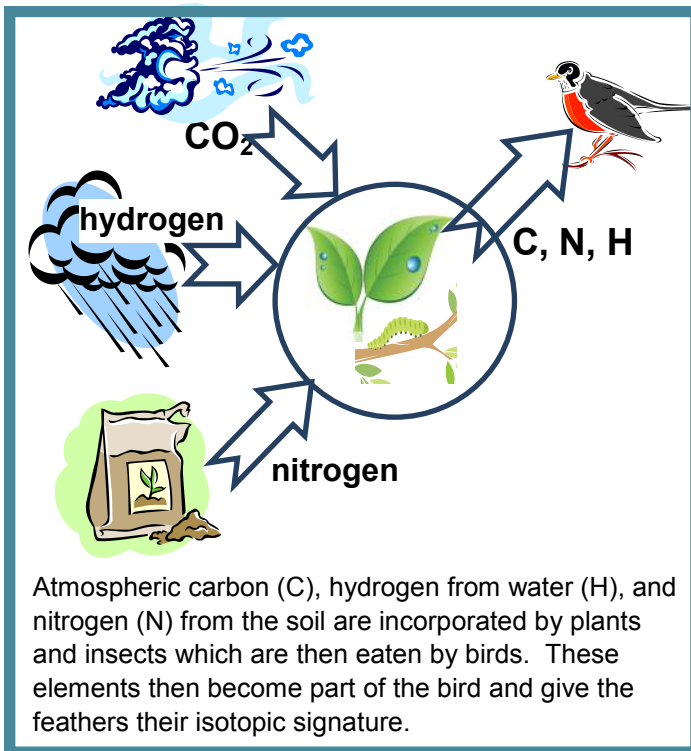 CO₂
hydrogen
C, N, H
nitrogen
Atmospheric carbon (C), hydrogen from water (H), and
nitrogen (N) from the soil are incorporated by plants
and insects which are then eaten by birds.  These
elements then become part of the bird and give the
feathers their isotopic signature.